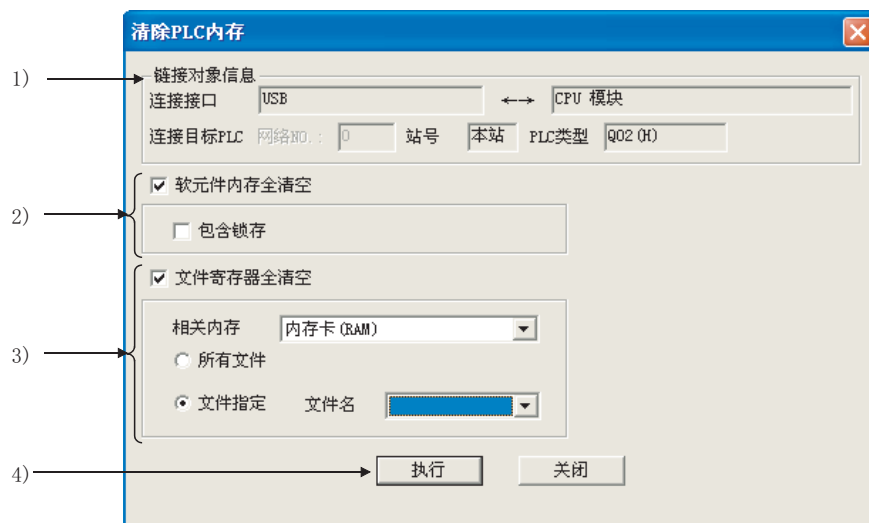 清除PLC内存
1)
链接对象信息
连接接口 USB ←→ CPU 模块
连接目标PLC 网络NO.: 0 站号 本站 PLC类型 Q02(H)
2)
软元件内存全清空
包含锁存
3)
文件寄存器全清空
相关内存 内存卡(RAM)
所有文件
文件指定 文件名
4)
执行 关闭